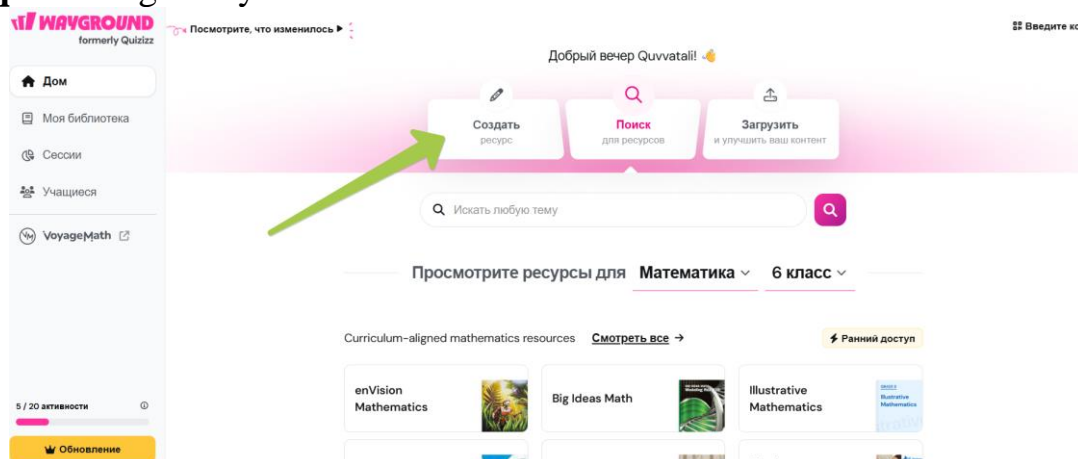 WAYGROUND
formerly Quizizz
Посмотрите, что изменилось
Введите
Добрый вечер Quvvatali!
Дом
Моя библиотека
Сессии
Учащиеся
VoyageMath
Создать
ресурс
Поиск
для ресурсов
Загрузить
и улучшить ваш контент
Искать любую тему
Просмотрите ресурсы для Математика 6 класс
Curriculum-aligned mathematics resources Смотреть все →
Ранний доступ
enVision
Mathematics
Big Ideas Math
Illustrative
Mathematics
5 / 20 активности
Обновление